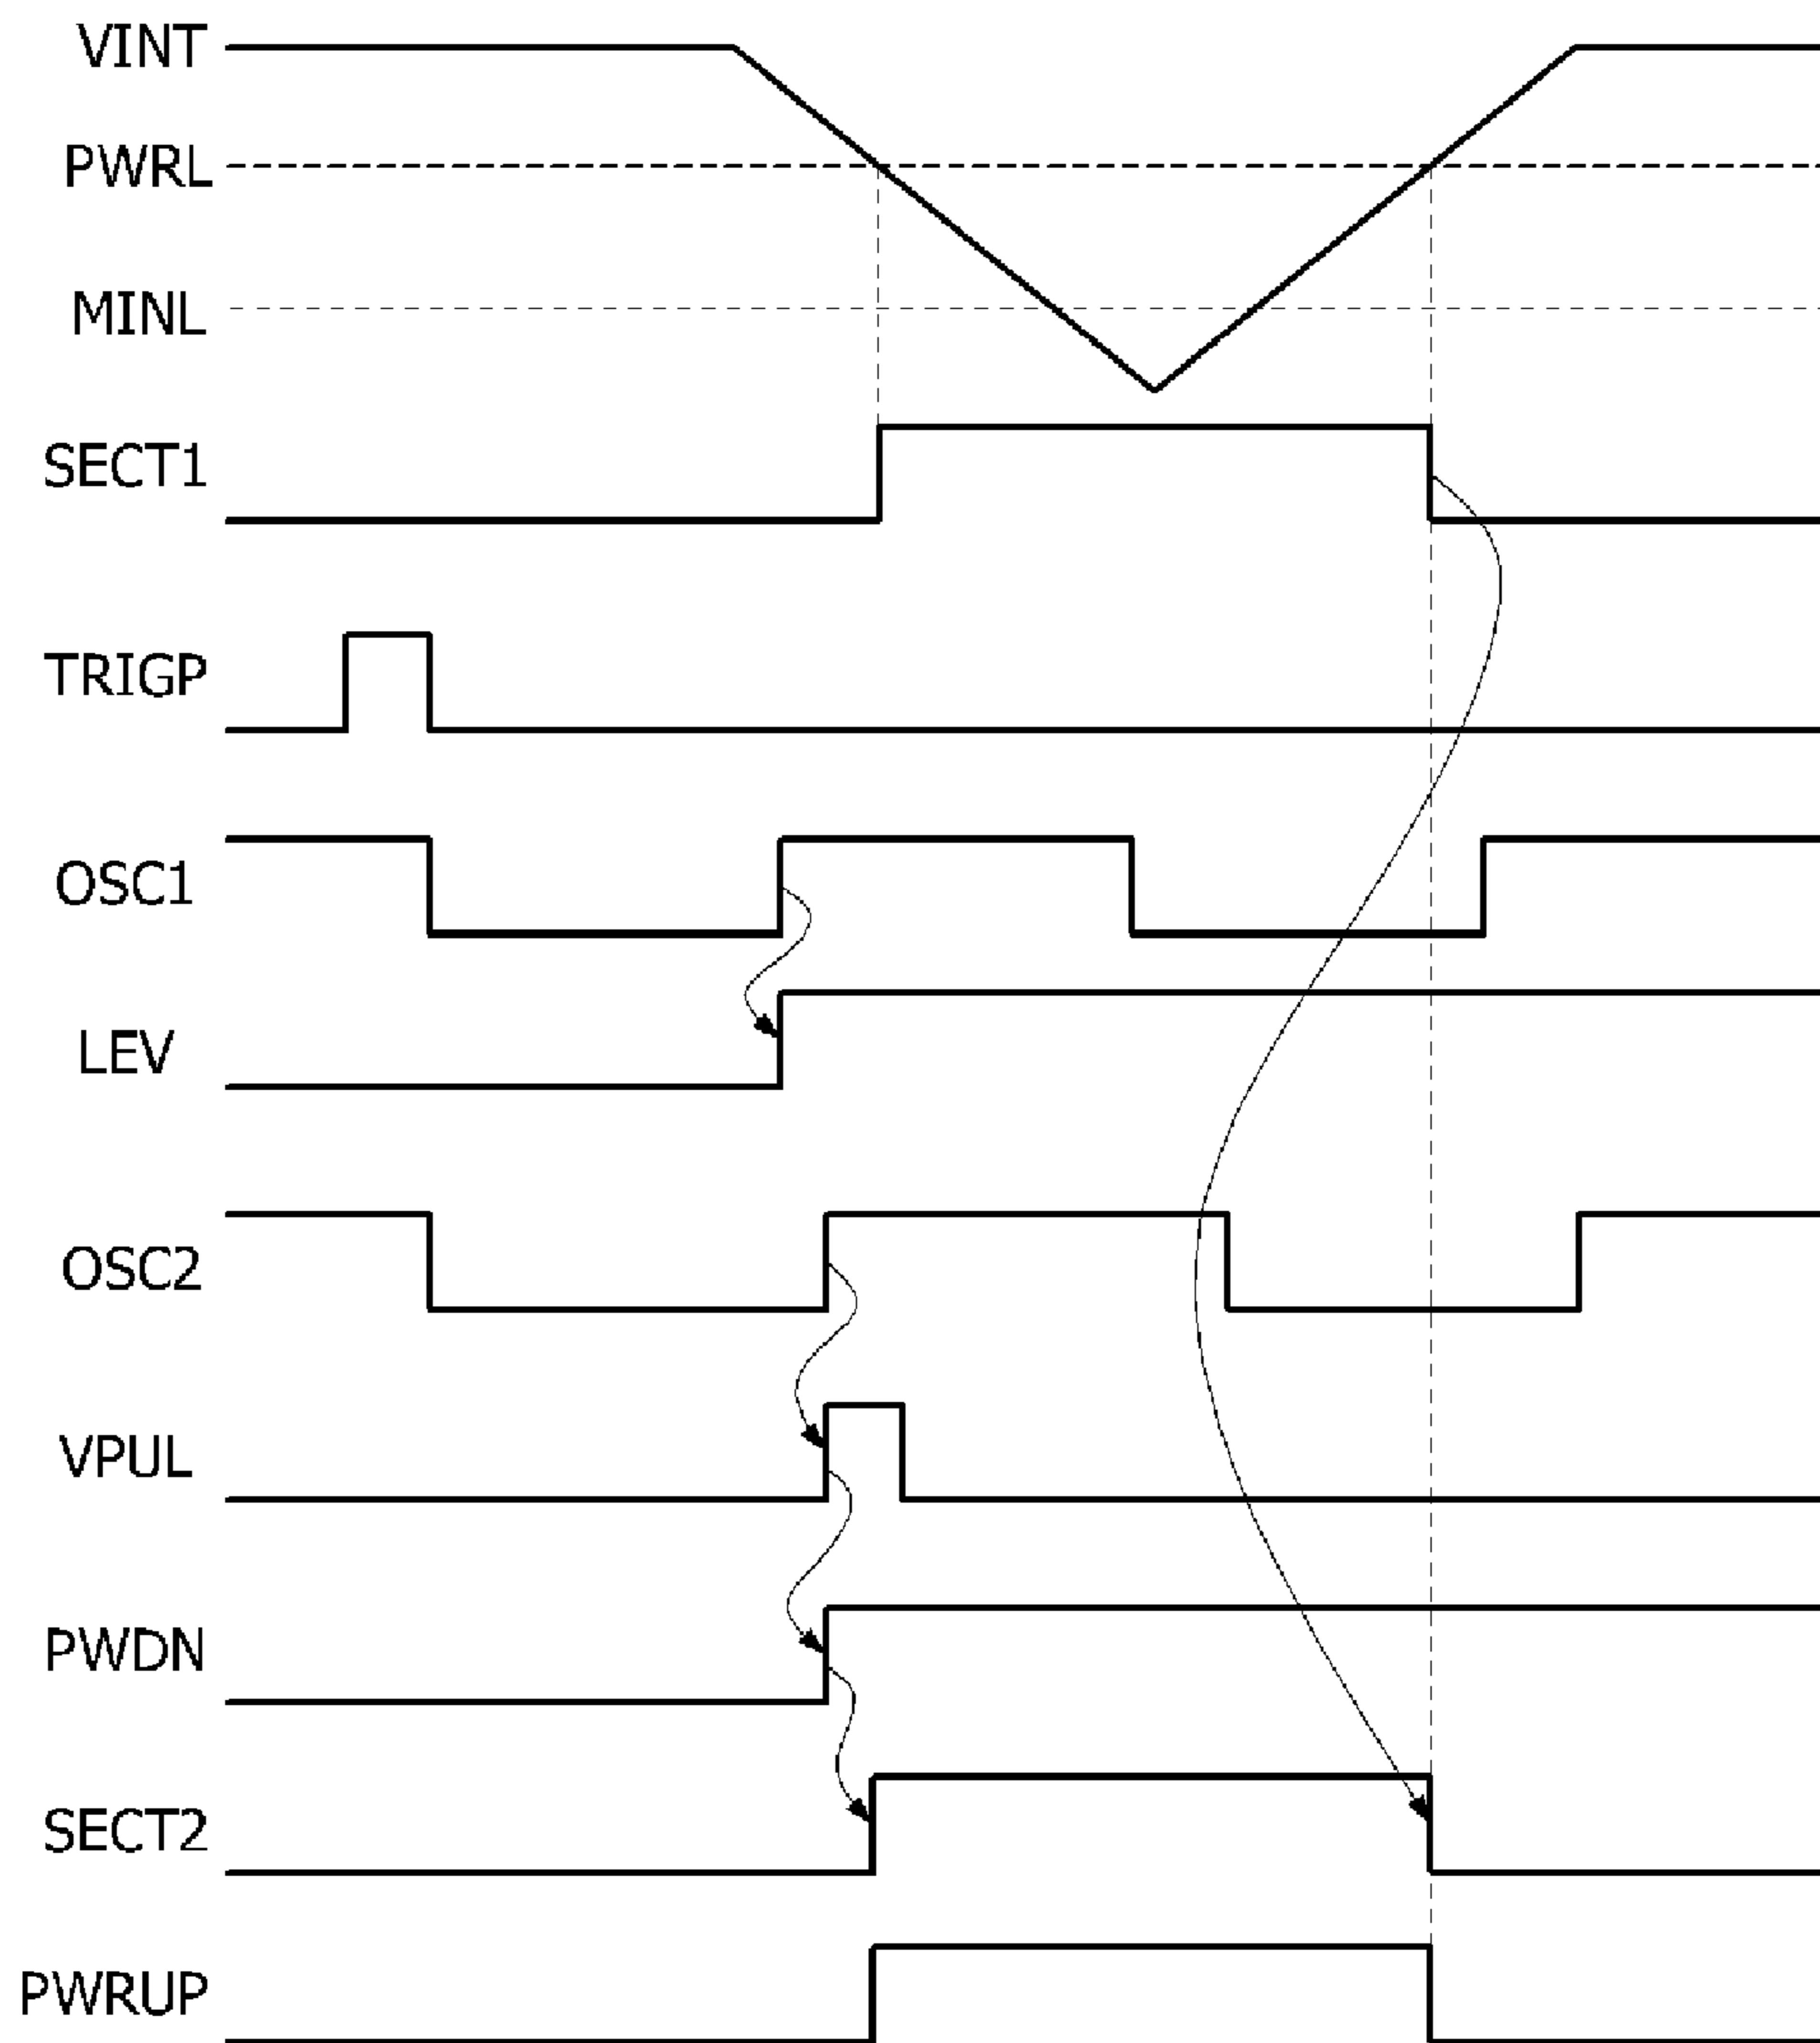 VINT
PWRL
MINL
SECT1
TRIGP
OSC1
LEV
OSC2
VPUL
PWDN
SECT2
PWRUP